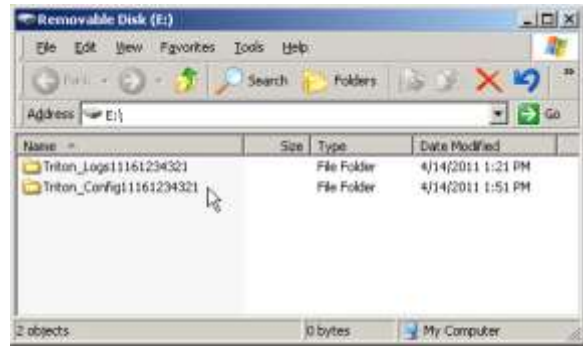 Removable Disk (E:)
File Edit View Favorites Tools Help
Back Search Folders »
Address E:\ Go
Name Size Type Date Modified
Triton_Logs11161234321 File Folder 4/14/2011 1:21 PM
Triton_Config11161234321 File Folder 4/14/2011 1:51 PM
2 objects 0 bytes My Computer